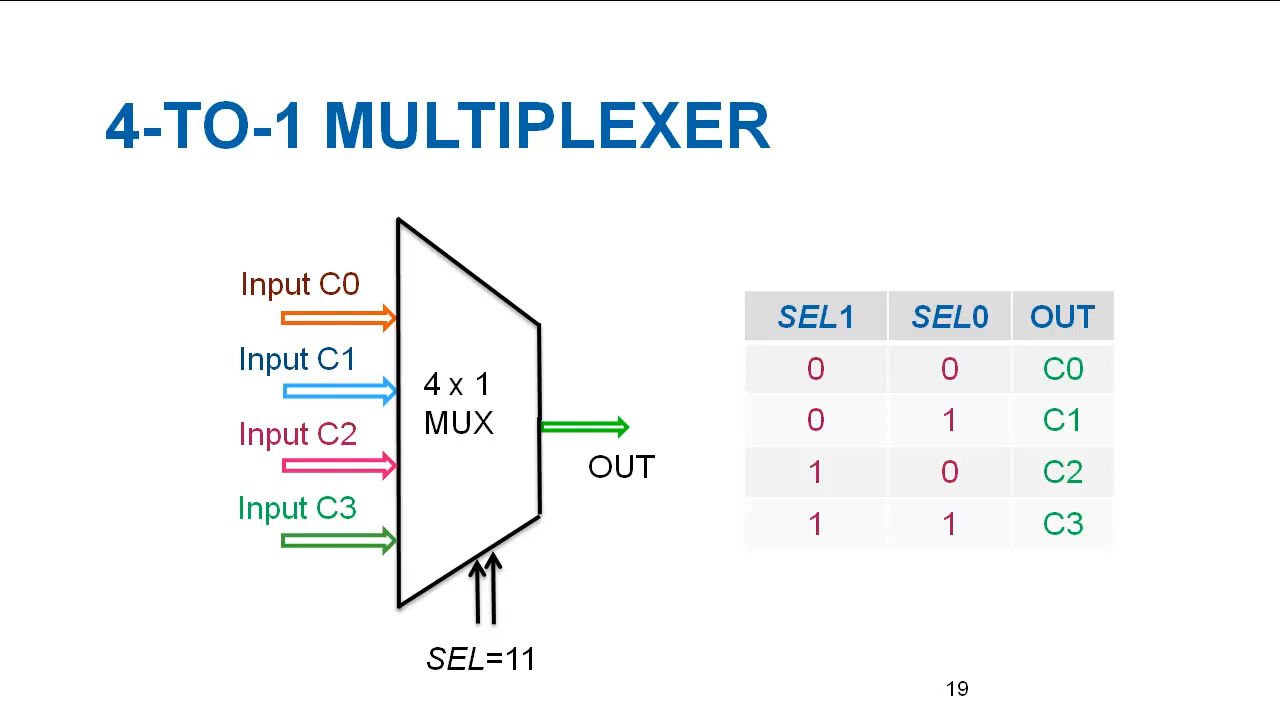 4-TO-1 MULTIPLEXER
Input C0
Input C1
Input C2
Input C3
4 x 1
MUX
OUT
SEL=11
SEL1 SEL0 OUT
0 0 C0
0 1 C1
1 0 C2
1 1 C3
19